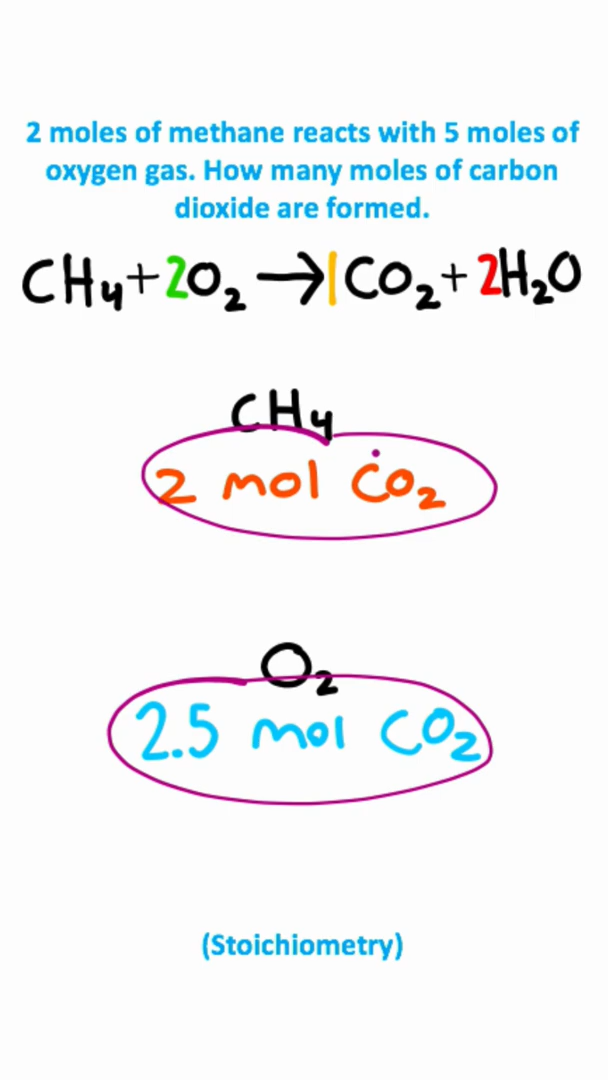 2 moles of methane reacts with 5 moles of
oxygen gas. How many moles of carbon
dioxide are formed.
CH₄+2O₂→1CO₂+2H₂O
CH₄
2 mol CO₂
O₂
2.5 mol CO₂
(Stoichiometry)